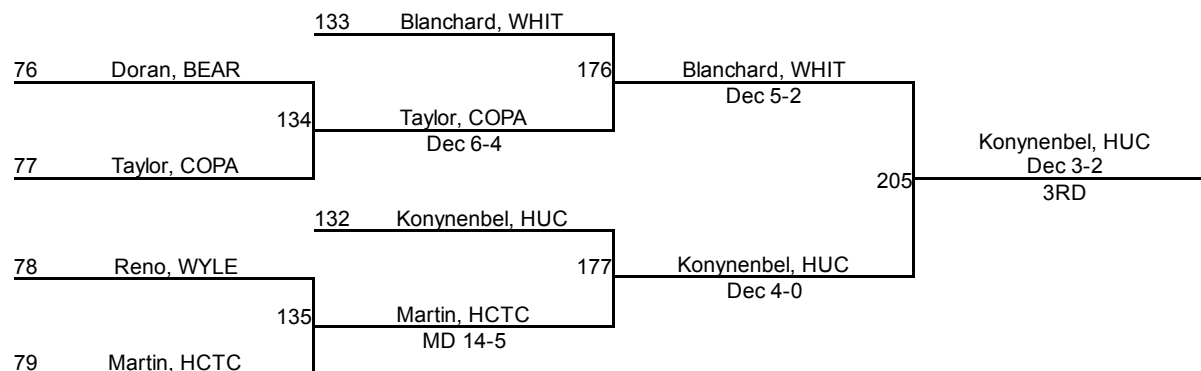 133 Blanchard, WHIT
76 Doran, BEAR
176 Blanchard, WHIT
Dec 5-2
134 Taylor, COPA
Dec 6-4
77 Taylor, COPA
Konynenbel, HUC
205 Dec 3-2
3RD
132 Konynenbel, HUC
78 Reno, WYLE
177 Konynenbel, HUC
Dec 4-0
135 Martin, HCTC
MD 14-5
79 Martin, HCTC